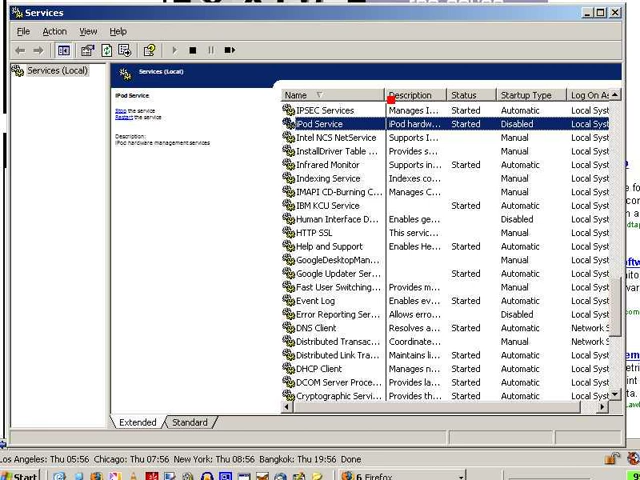 Services
File Action View Help
Services (Local)
Services (Local)
iPod Service
Stop the service
Restart the service
Description:
iPod hardware management services
Name Description Status Startup Type Log On As
IPSEC Services Manages I... Started Automatic Local Syst
iPod Service iPod hardw... Started Disabled Local Syst
Intel NCS NetService Supports I... Manual Local Syst
InstallDriver Table ... Provides s... Manual Local Syst
Infrared Monitor Supports in... Started Automatic Local Syst
Indexing Service Indexes co... Manual Local Syst
IMAPI CD-Burning C... Manages C... Manual Local Syst
IBM KCU Service Started Automatic Local Syst
Human Interface D... Enables ge... Disabled Local Syst
HTTP SSL This servic... Manual Local Syst
Help and Support Enables He... Started Automatic Local Syst
GoogleDesktopMan... Manual Local Syst
Google Updater Ser... Started Automatic Local Syst
Fast User Switching... Provides m... Manual Local Syst
Event Log Enables ev... Started Automatic Local Syst
Error Reporting Ser... Allows erro... Disabled Local Syst
DNS Client Resolves a... Started Automatic Network S
Distributed Transac... Coordinate... Manual Network S
Distributed Link Tra... Maintains li... Started Automatic Local Syst
DHCP Client Manages n... Started Automatic Local Syst
DCOM Server Proce... Provides la... Started Automatic Local Syst
Cryptographic Servi... Provides th... Started Automatic Local Syst
Extended Standard
Los Angeles: Thu 05:56 Chicago: Thu 07:56 New York: Thu 08:56 Bangkok: Thu 19:56 Done
Start 6 Firefox